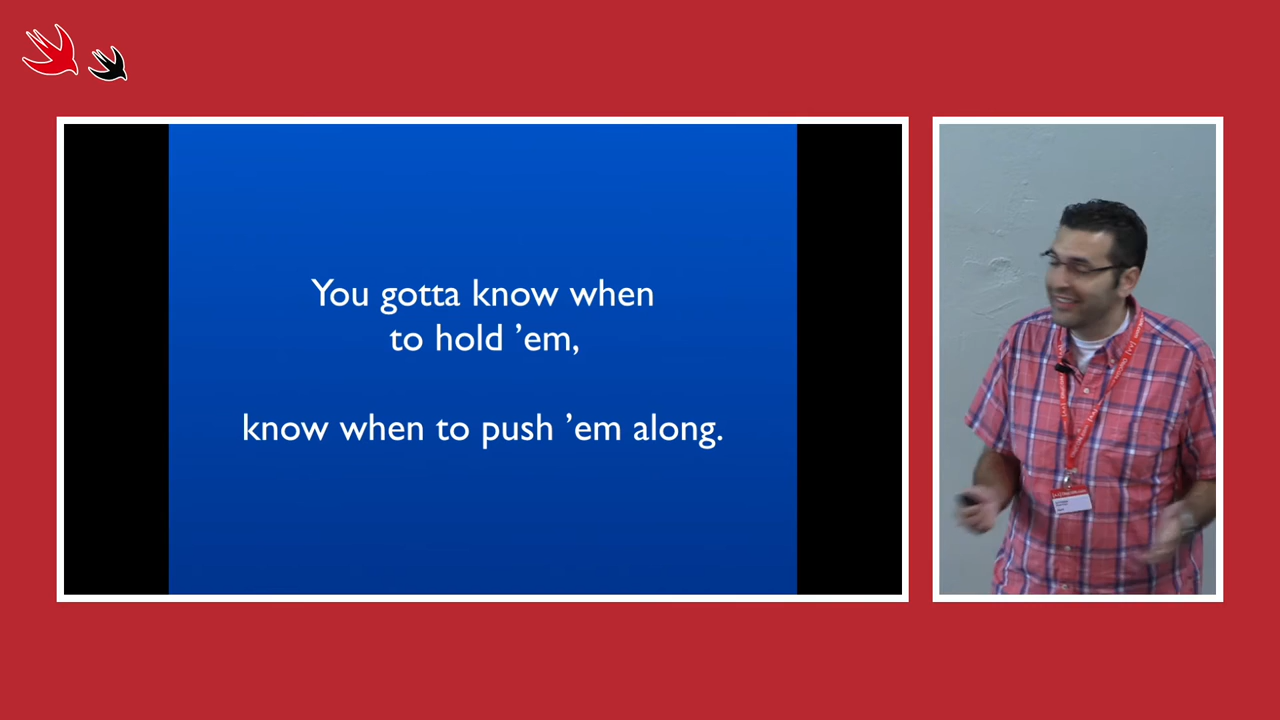 You gotta know when
to hold ’em,
know when to push ’em along.